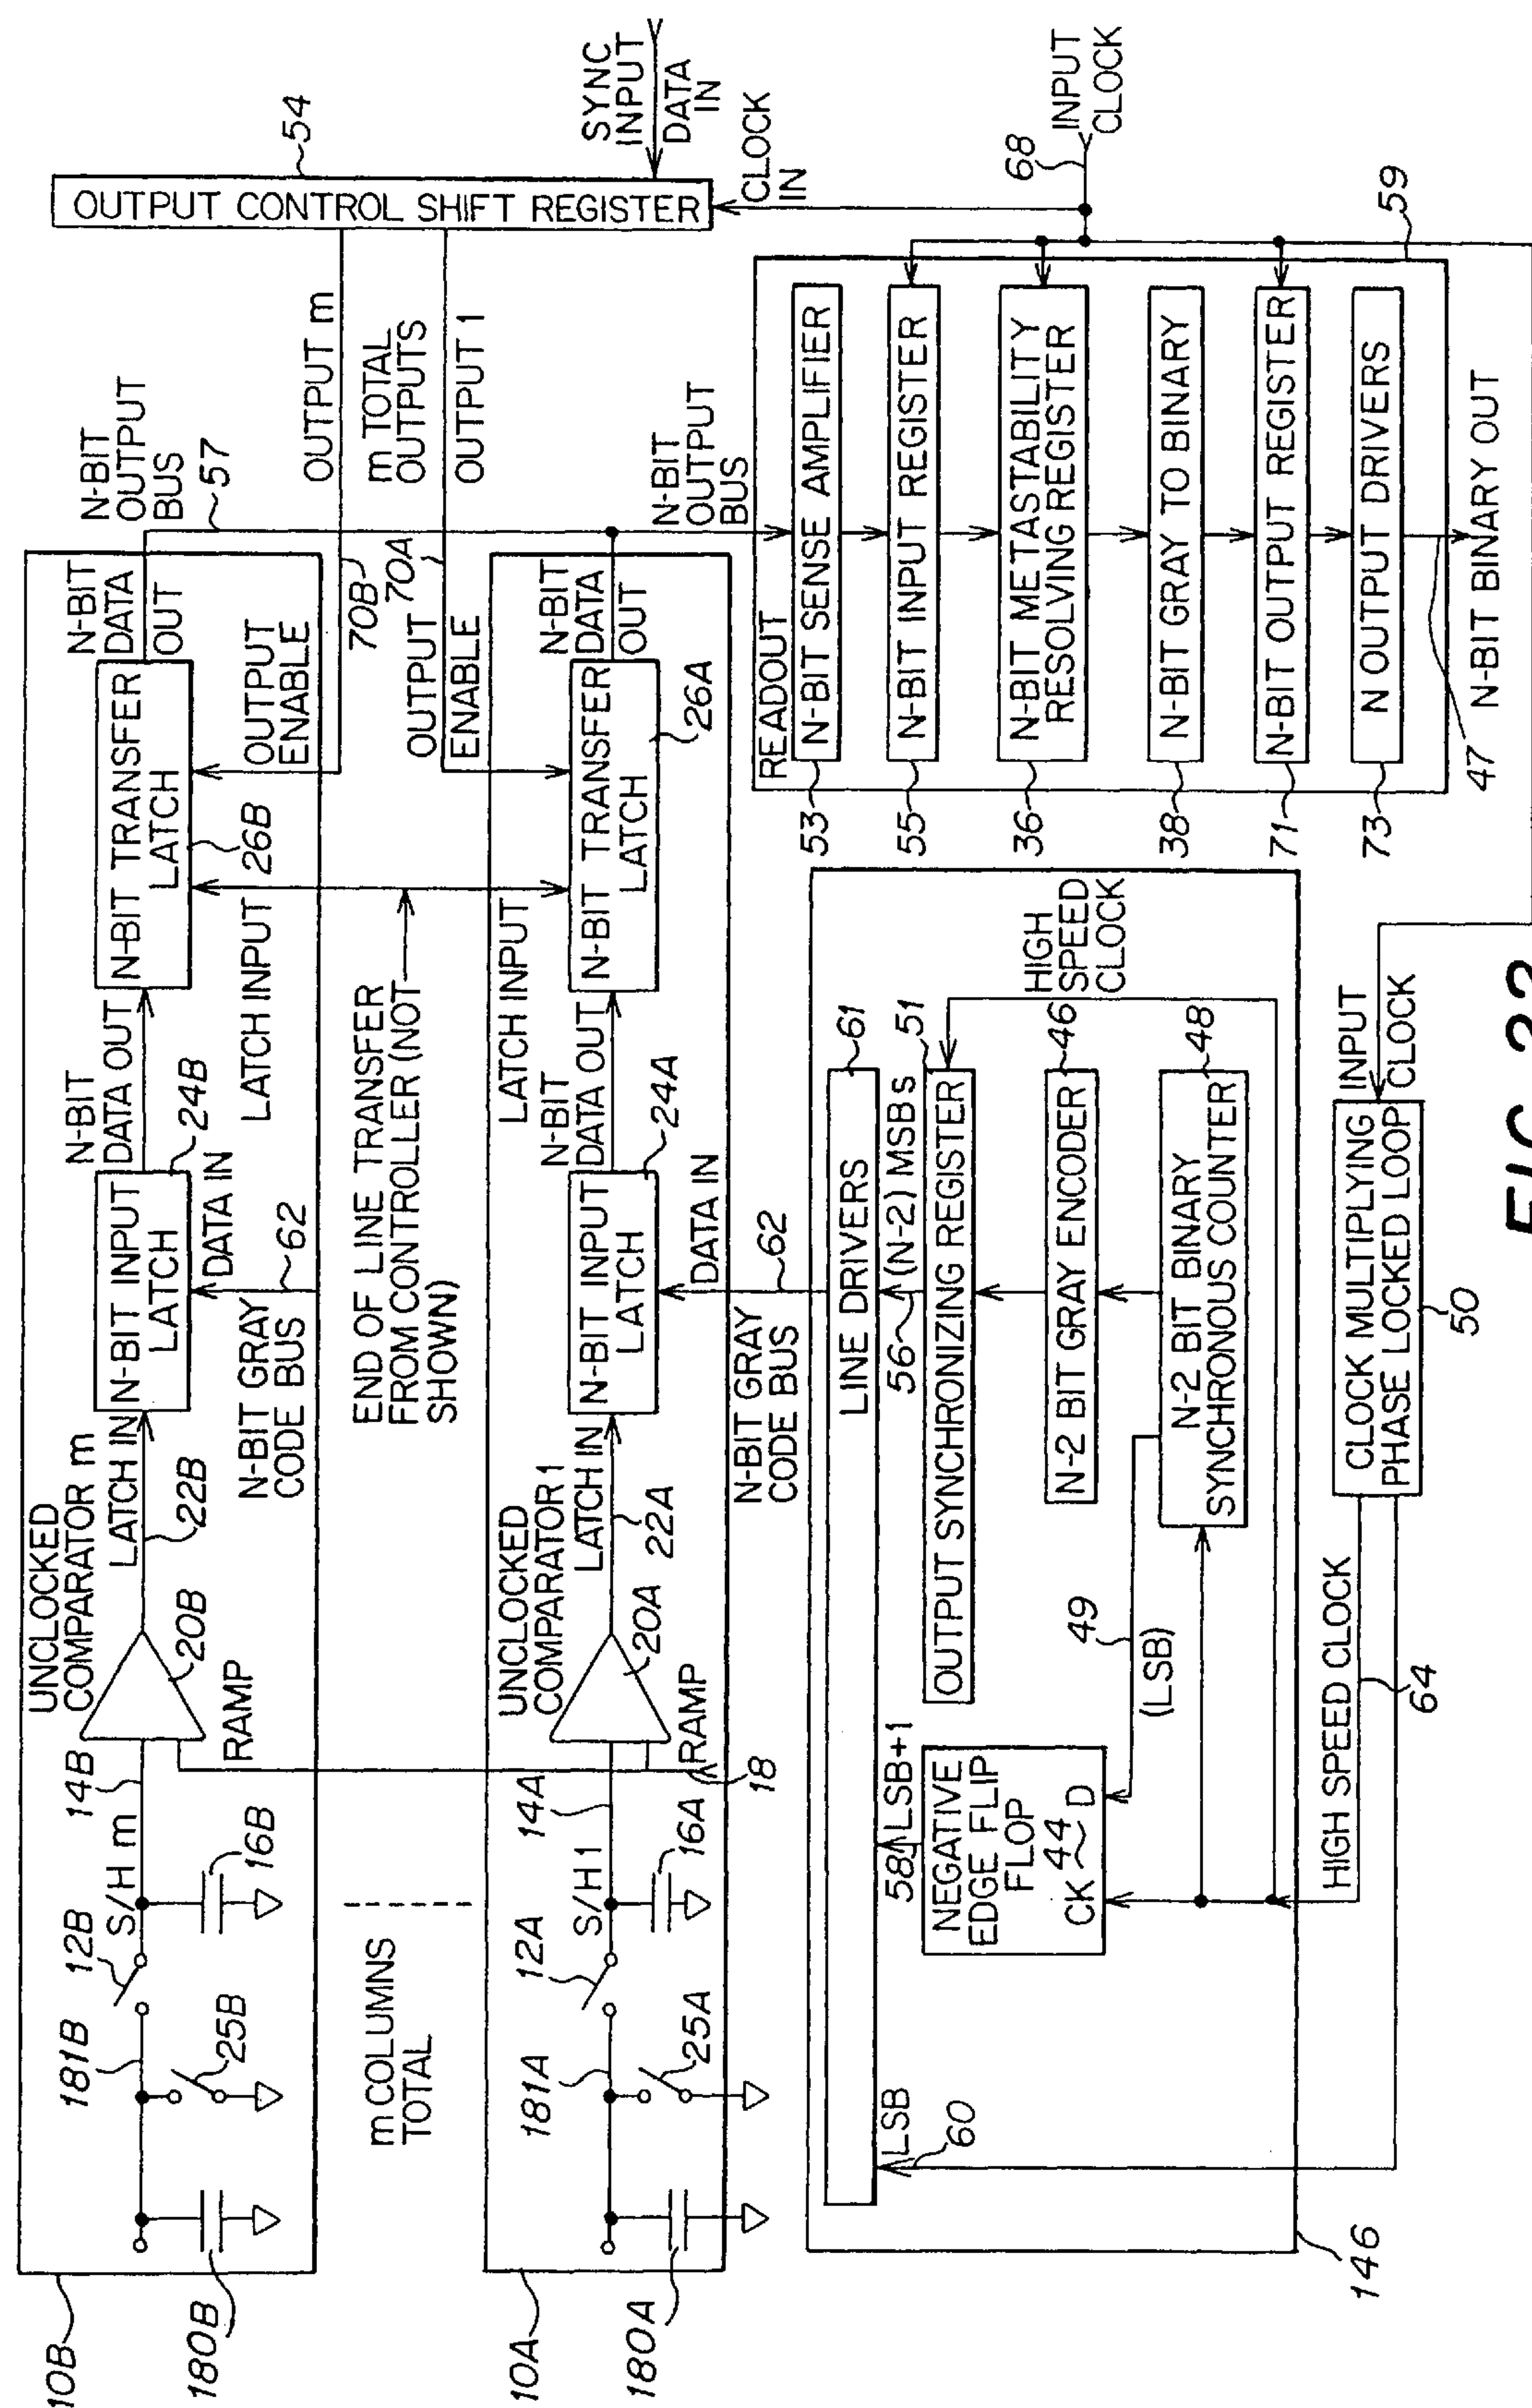 10B
180B
181B
25B
12B
S/H m
16B
14B
UNCLOCKED
COMPARATOR m
20B
RAMP
LATCH IN
22B
N-BIT INPUT
LATCH
24B
DATA IN
62
N-BIT GRAY
CODE BUS
N-BIT
DATA OUT
N-BIT TRANSFER
LATCH
26B
LATCH INPUT
OUTPUT
ENABLE
N-BIT
DATA
OUT
N-BIT
OUTPUT
BUS
57
70B
70A
OUTPUT m
m TOTAL
OUTPUTS
OUTPUT 1
OUTPUT CONTROL SHIFT REGISTER
54
SYNC
INPUT
DATA
IN
CLOCK
IN
m COLUMNS
TOTAL
END OF LINE TRANSFER
FROM CONTROLLER (NOT
SHOWN)
10A
180A
181A
25A
12A
S/H 1
16A
14A
UNCLOCKED
COMPARATOR 1
20A
RAMP
18
LATCH IN
22A
N-BIT INPUT
LATCH
24A
DATA IN
62
N-BIT GRAY
CODE BUS
N-BIT
DATA OUT
N-BIT TRANSFER
LATCH
26A
LATCH INPUT
OUTPUT
ENABLE
N-BIT
DATA
OUT
N-BIT
OUTPUT
BUS
146
LSB
60
LINE DRIVERS
61
58
LSB+1
NEGATIVE
EDGE FLIP
FLOP
44
CK
D
49
(LSB)
56
(N-2) MSBs
OUTPUT SYNCHRONIZING REGISTER
51
N-2 BIT GRAY ENCODER
46
N-2 BIT BINARY
SYNCHRONOUS COUNTER
48
HIGH
SPEED
CLOCK
HIGH SPEED CLOCK
64
CLOCK MULTIPLYING
PHASE LOCKED LOOP
50
INPUT
CLOCK
READOUT
53
N-BIT SENSE AMPLIFIER
55
N-BIT INPUT REGISTER
36
N-BIT METASTABILITY
RESOLVING REGISTER
38
N-BIT GRAY TO BINARY
71
N-BIT OUTPUT REGISTER
73
N OUTPUT DRIVERS
59
47
N-BIT BINARY OUT
68
INPUT
CLOCK